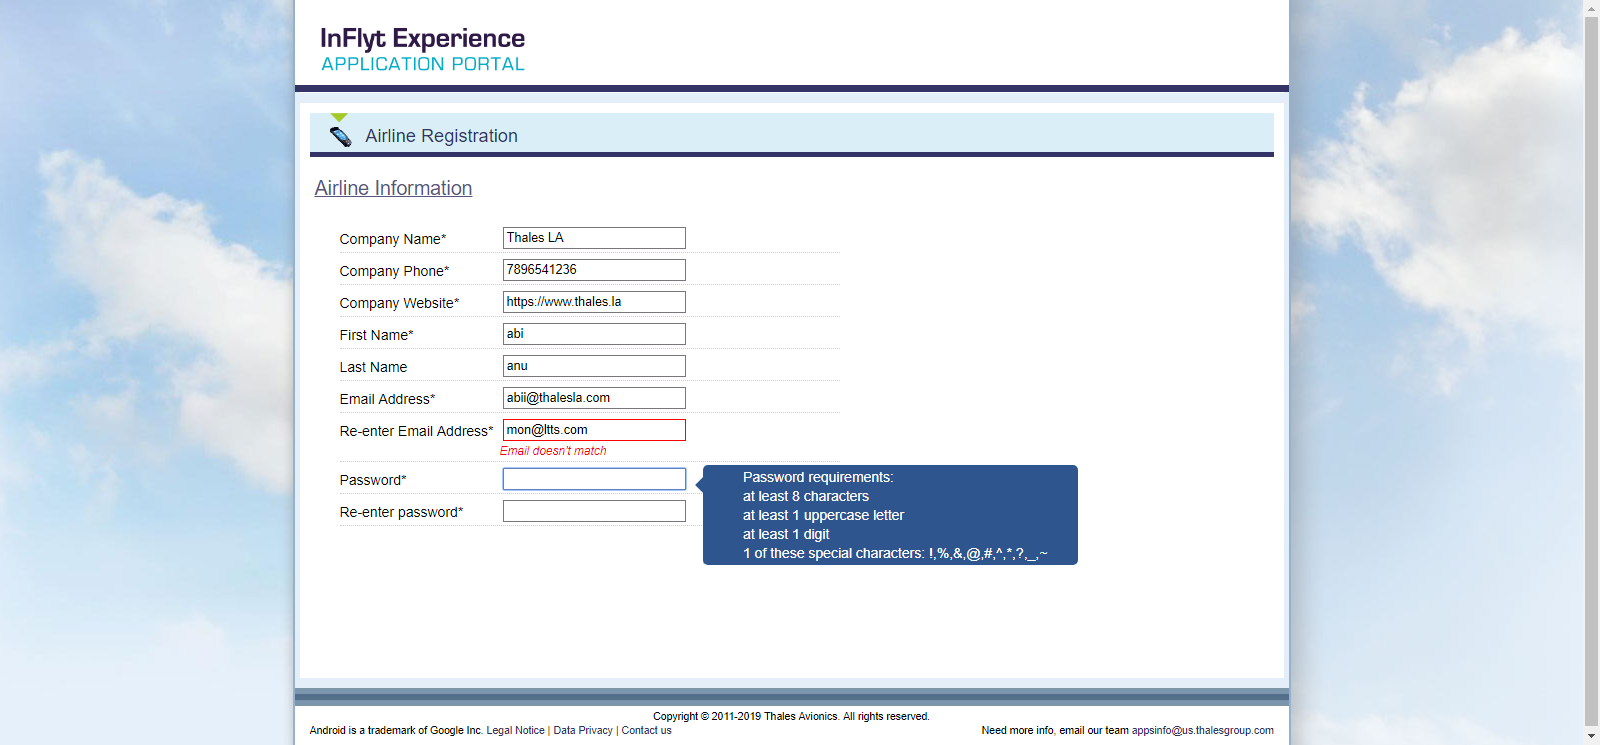 InFlyt Experience
APPLICATION PORTAL
Airline Registration
Airline Information
Company Name* Thales LA
Company Phone* 7896541236
Company Website* https://www.thales.la
First Name* abi
Last Name anu
Email Address* abii@thalesla.com
Re-enter Email Address* mon@ltts.com
Email doesn't match
Password*
Re-enter password*
Password requirements:
at least 8 characters
at least 1 uppercase letter
at least 1 digit
1 of these special characters: !,%,&,@,#,^,*,?,_,~
Copyright © 2011-2019 Thales Avionics. All rights reserved.
Android is a trademark of Google Inc. Legal Notice | Data Privacy | Contact us
Need more info, email our team appsinfo@us.thalesgroup.com